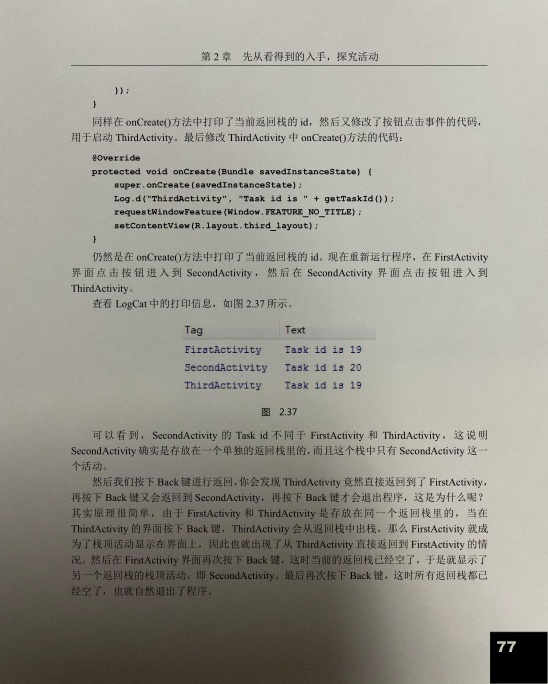 第 2 章 先从看得到的入手，探究活动
});
}
同样在 onCreate()方法中打印了当前返回栈的 id，然后又修改了按钮点击事件的代码，
用于启动 ThirdActivity。最后修改 ThirdActivity 中 onCreate()方法的代码：
@Override
protected void onCreate(Bundle savedInstanceState) {
super.onCreate(savedInstanceState);
Log.d("ThirdActivity", "Task id is " + getTaskId());
requestWindowFeature(Window.FEATURE_NO_TITLE);
setContentView(R.layout.third_layout);
}
仍然是在 onCreate()方法中打印了当前返回栈的 id。现在重新运行程序，在 FirstActivity
界面点击按钮进入到 SecondActivity，然后在 SecondActivity 界面点击按钮进入到
ThirdActivity。
查看 LogCat 中的打印信息，如图 2.37 所示。
Tag Text
FirstActivity Task id is 19
SecondActivity Task id is 20
ThirdActivity Task id is 19
图 2.37
可以看到，SecondActivity 的 Task id 不同于 FirstActivity 和 ThirdActivity，这说明
SecondActivity 确实是存放在一个单独的返回栈里的，而且这个栈中只有 SecondActivity 这一
个活动。
然后我们按下 Back 键进行返回，你会发现 ThirdActivity 竟然直接返回到了 FirstActivity，
再按下 Back 键又会返回到 SecondActivity，再按下 Back 键才会退出程序，这是为什么呢？
其实原理很简单，由于 FirstActivity 和 ThirdActivity 是存放在同一个返回栈里的，当在
ThirdActivity 的界面按下 Back 键，ThirdActivity 会从返回栈中出栈，那么 FirstActivity 就成
为了栈顶活动显示在界面上，因此也就出现了从 ThirdActivity 直接返回到 FirstActivity 的情
况。然后在 FirstActivity 界面再次按下 Back 键，这时当前的返回栈已经空了，于是就显示了
另一个返回栈的栈顶活动，即 SecondActivity。最后再次按下 Back 键，这时所有返回栈都已
经空了，也就自然退出了程序。
77